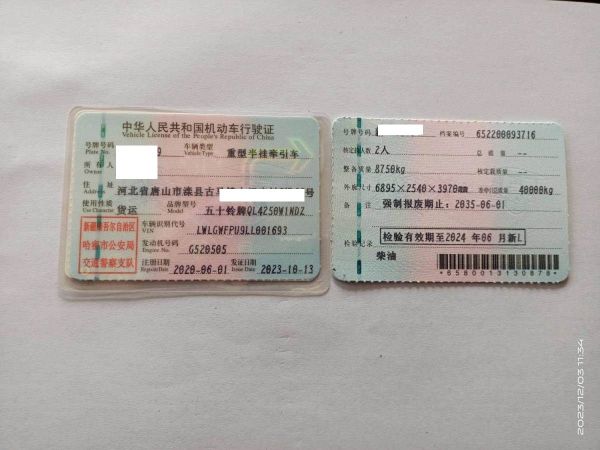 中华人民共和国机动车行驶证
Vehicle License of the People's Republic of China
号牌号码 9 车辆类型 重型半挂牵引车
Plate No. Vehicle Type
所有人
Owner
住址 河北省唐山市滦县古 号
Address
使用性质 货运 品牌型号 五十铃牌QL4250W1NDZ
Use Character Model
新疆维吾尔自治区
哈密市公安局
交通警察支队
车辆识别代号 LWLGWFPU9LL001693
VIN
发动机号码 G520505
Engine No.
注册日期 2020-06-01 发证日期 2023-10-13
Register Date Issue Date
号牌号码 档案编号 652200093716
核定载人数 2人 总质量 --
整备质量 8750kg 核定载质量 --
外廓尺寸 6895×2540×3970 准牵引总质量 40000kg
备注 强制报废期止：2035-06-01
检验记录 检验有效期至2024年06月新L
柴油
*6580013130878*
2023/12/03 11:34